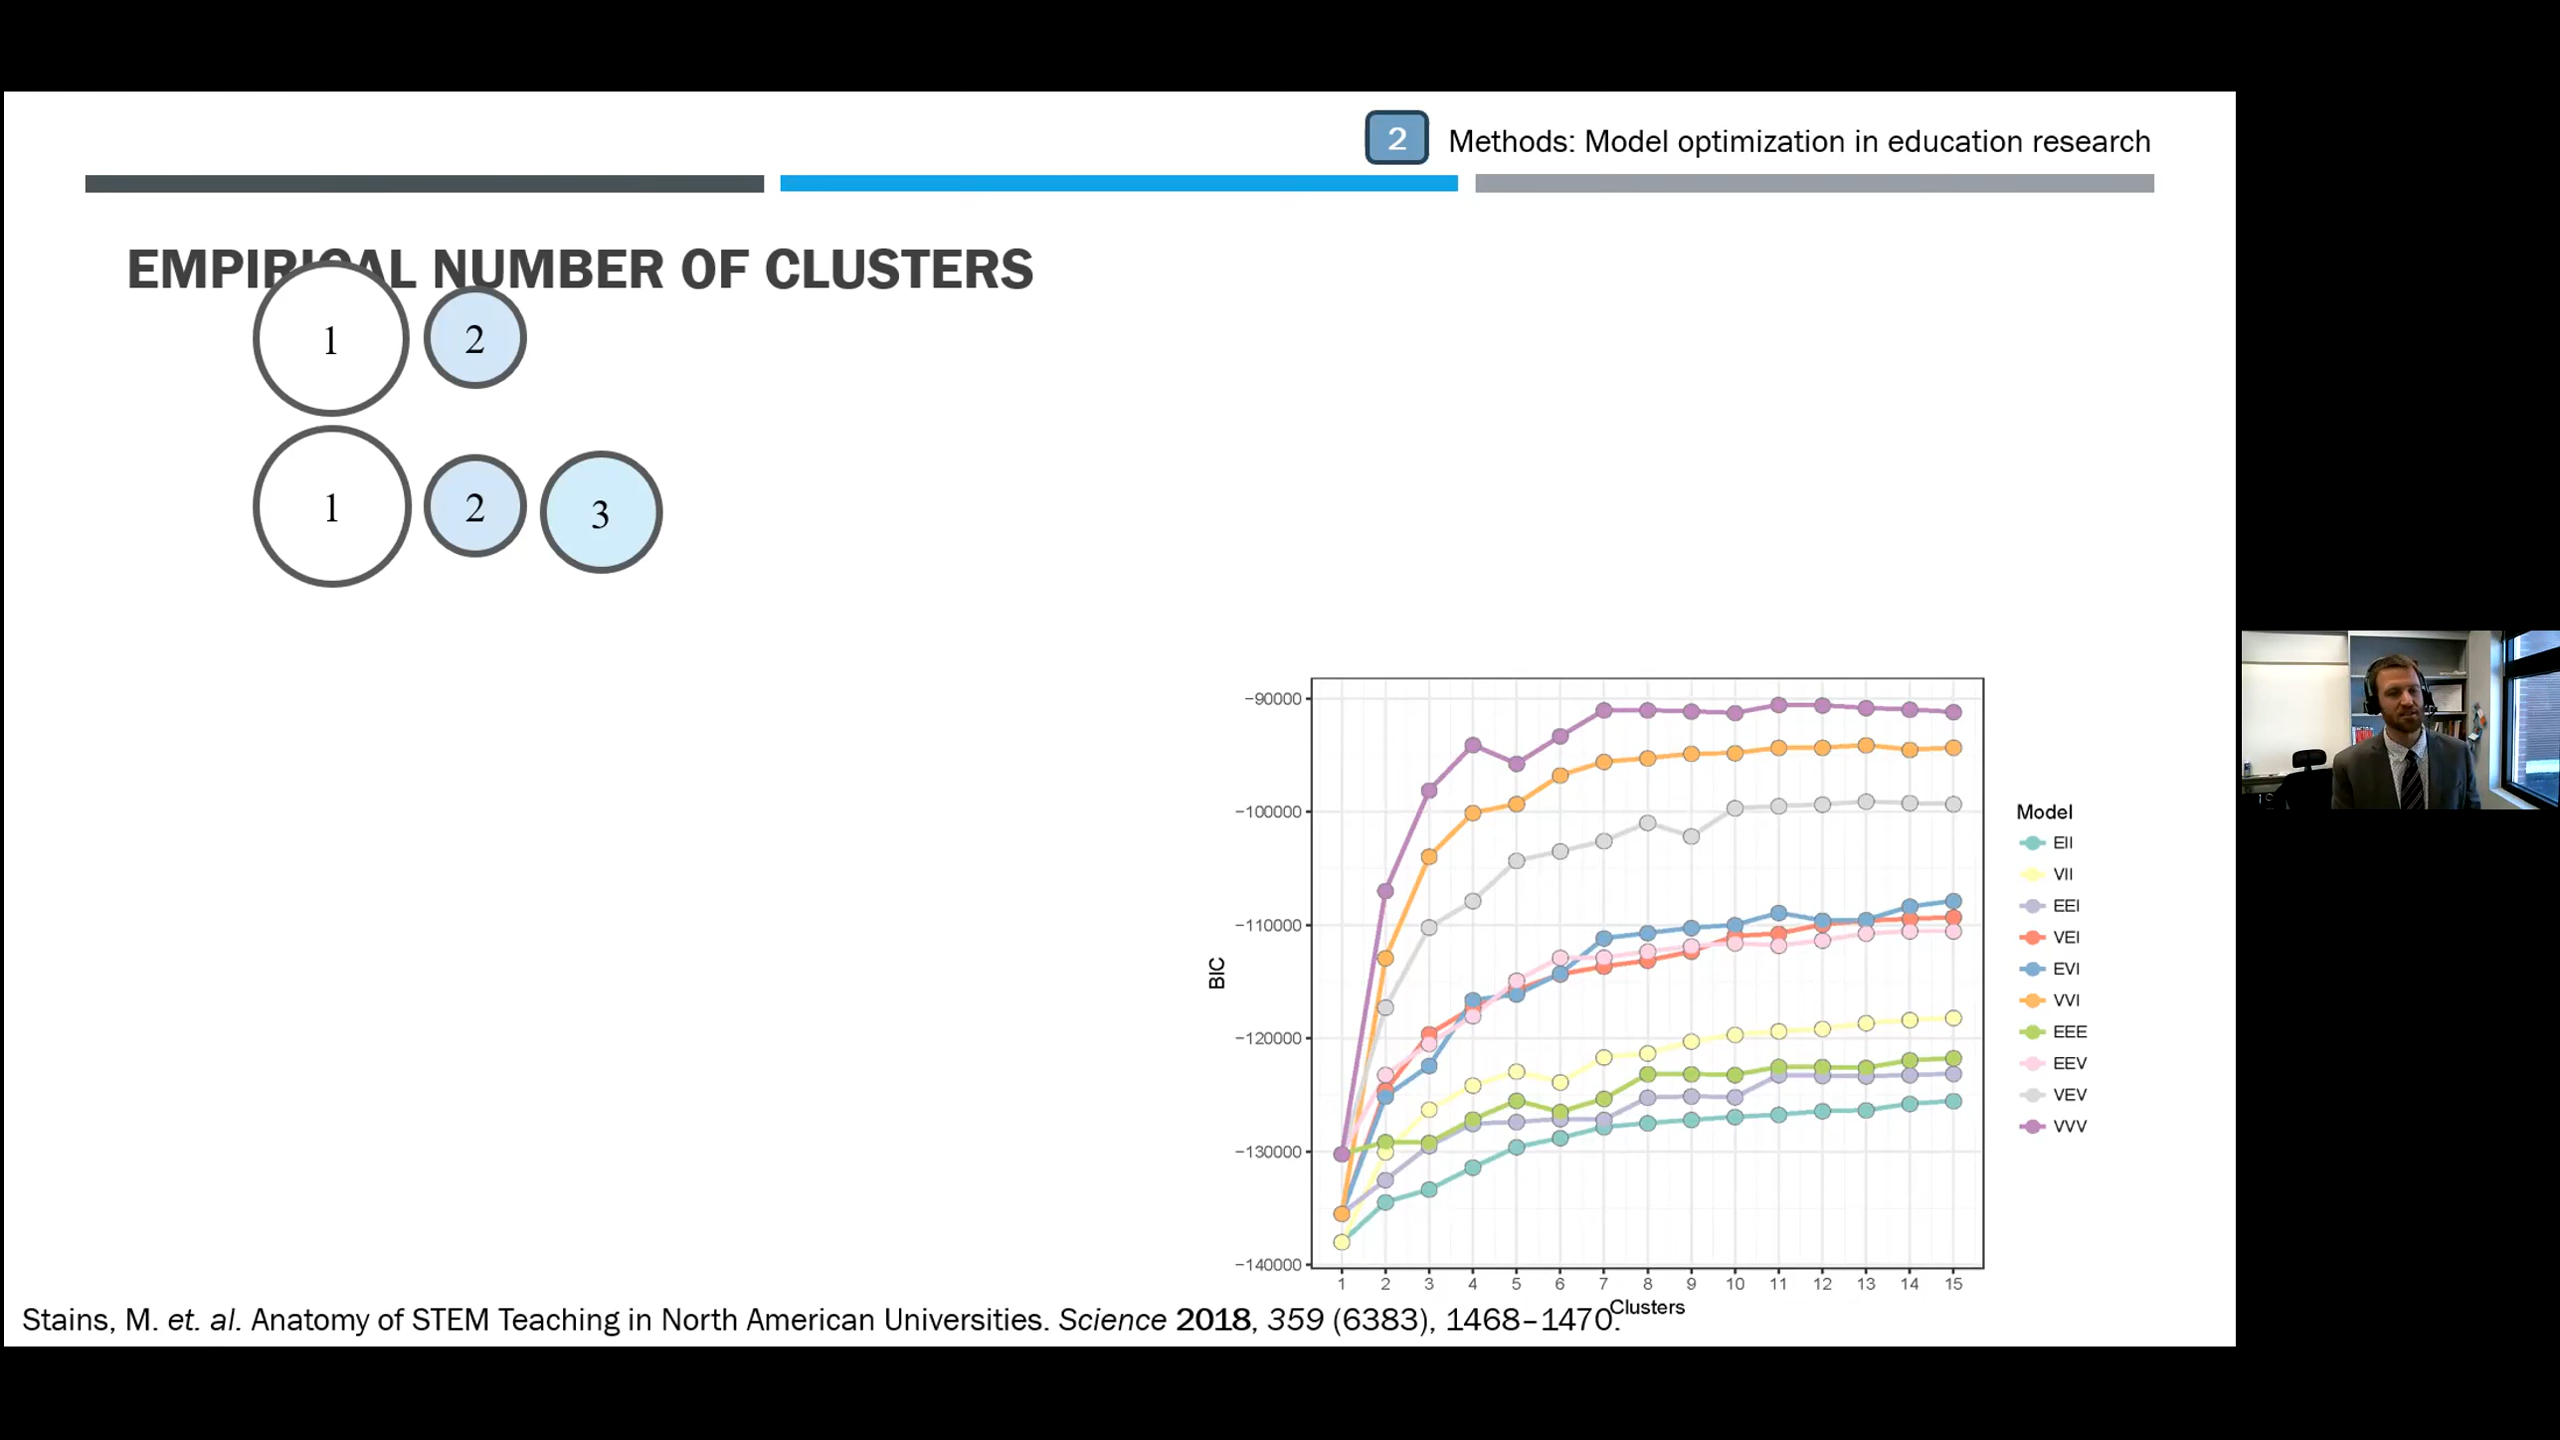 2 Methods: Model optimization in education research
EMPIRICAL NUMBER OF CLUSTERS
1 2
1 2 3
−90000
−100000
−110000
−120000
−130000
−140000
BIC
1 2 3 4 5 6 7 8 9 10 11 12 13 14 15
Clusters
Model
EII
VII
EEI
VEI
EVI
VVI
EEE
EEV
VEV
VVV
Stains, M. et. al. Anatomy of STEM Teaching in North American Universities. Science 2018, 359 (6383), 1468–1470.